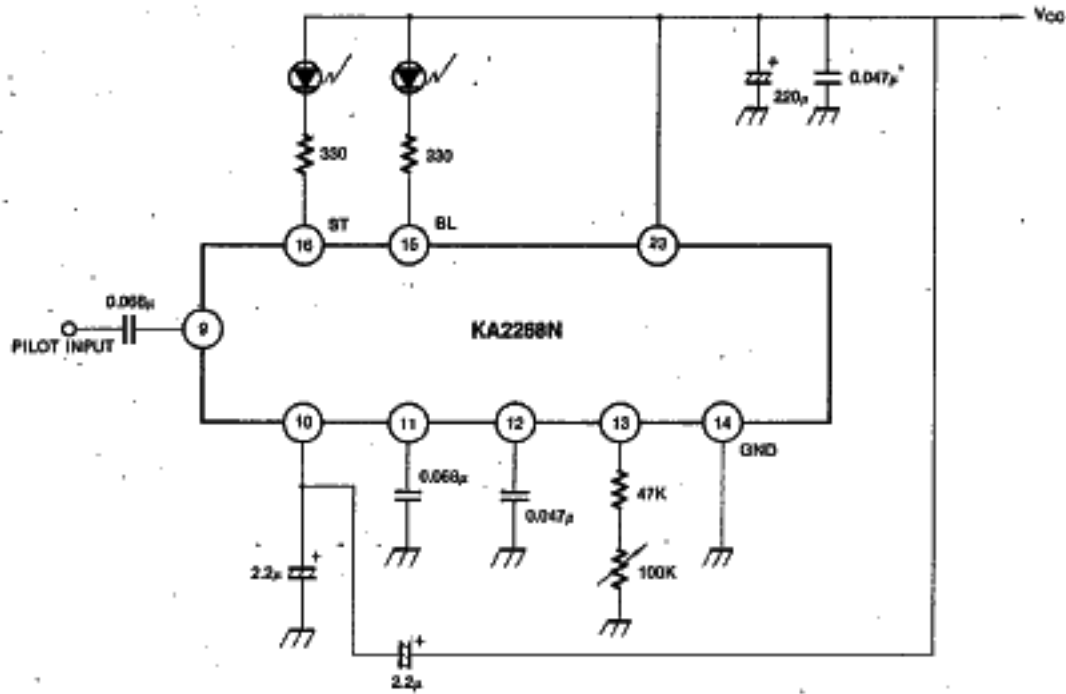 VCC
0.047µ
220µ
330
330
16
ST
15
BL
23
0.068µ
PILOT INPUT
9
KA2268N
10
11
12
13
14
GND
0.068µ
0.047µ
47K
100K
2.2µ
+
+
+
2.2µ